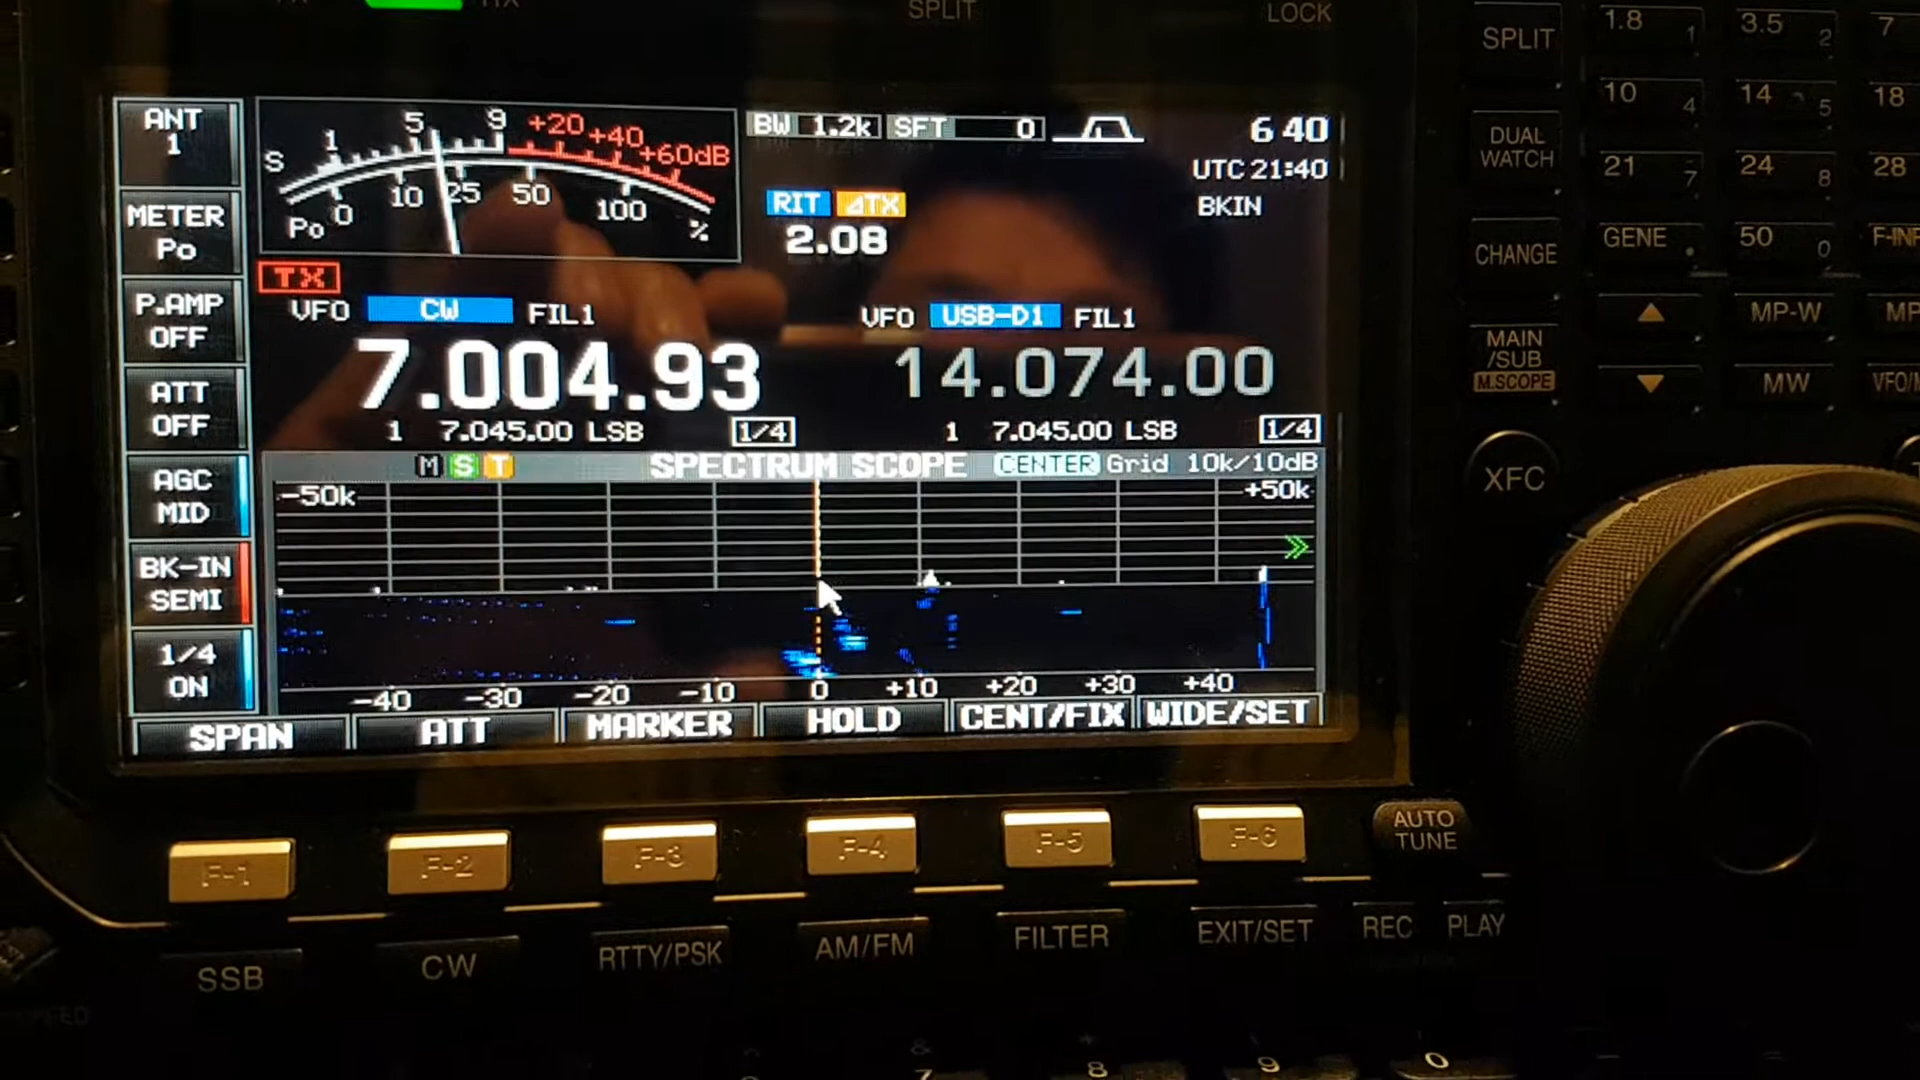 SPLIT
LOCK
ANT
1
METER
Po
P.AMP
OFF
ATT
OFF
AGC
MID
BK-IN
SEMI
1/4
ON
S 1 5 9 +20 +40 +60dB
Po 0 10 25 50 100 %
BW 1.2k SFT 0
6 40
UTC 21:40
RIT ⊿TX
BKIN
2.08
TX
VFO CW FIL1
VFO USB-D1 FIL1
7.004.93
14.074.00
1 7.045.00 LSB 1/4
1 7.045.00 LSB 1/4
M S T SPECTRUM SCOPE CENTER Grid 10k/10dB
-50k +50k
-40 -30 -20 -10 0 +10 +20 +30 +40
SPAN ATT MARKER HOLD CENT/FIX WIDE/SET
F-1 F-2 F-3 F-4 F-5 F-6
AUTO
TUNE
SSB CW RTTY/PSK AM/FM FILTER EXIT/SET REC PLAY
SPLIT
1.8 1 3.5 2 7
DUAL
WATCH
10 4 14 5 18
21 7 24 8 28
CHANGE
GENE . 50 0
MAIN
/SUB
M.SCOPE
MP-W
MW
XFC
7 8 9 0